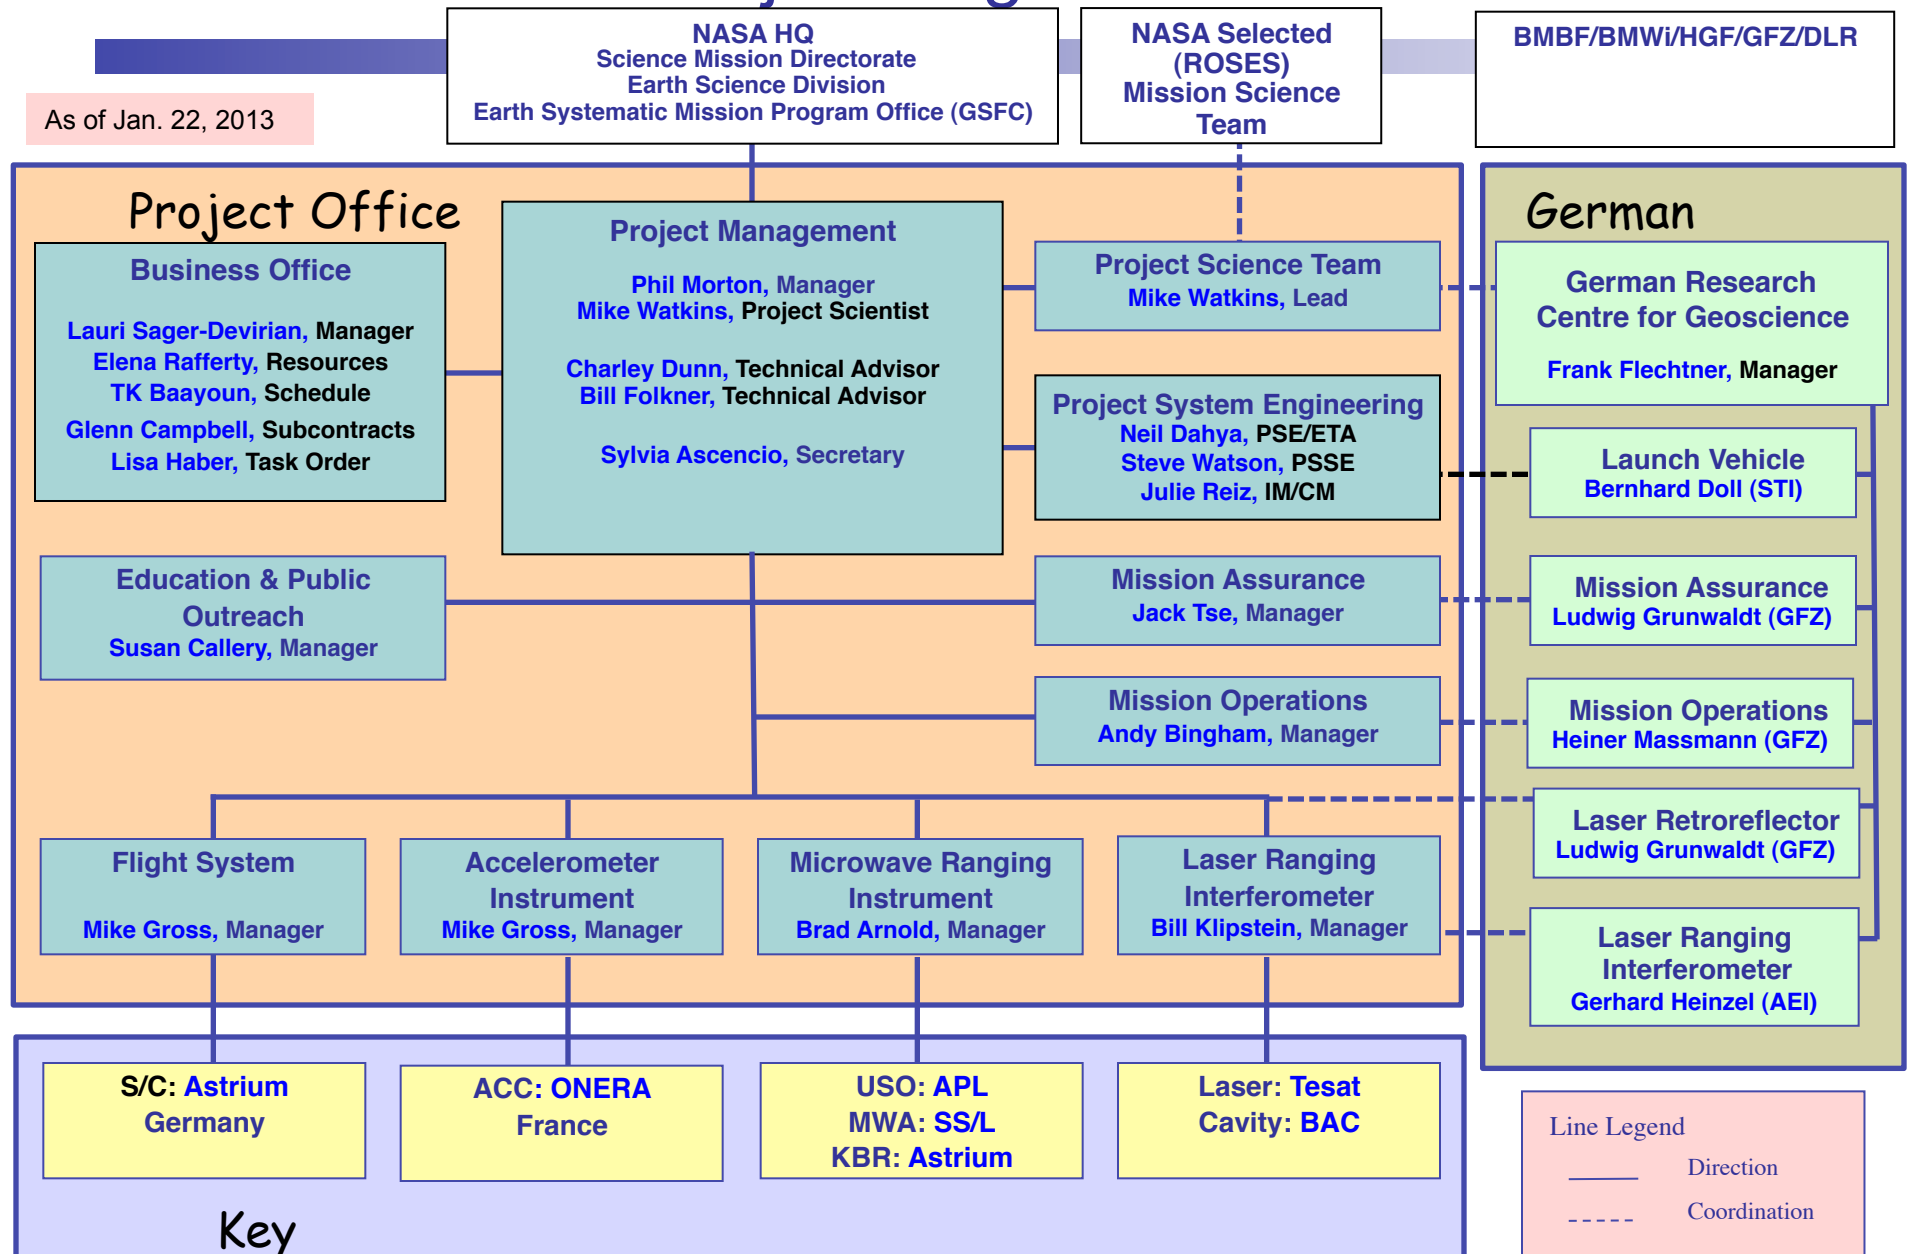 NASA HQ
Science Mission Directorate
Earth Science Division
Earth Systematic Mission Program Office (GSFC)
NASA Selected
(ROSES)
Mission Science
Team
BMBF/BMWi/HGF/GFZ/DLR
As of Jan. 22, 2013
Project Office
Business Office
Lauri Sager-Devirian, Manager
Elena Rafferty, Resources
TK Baayoun, Schedule
Glenn Campbell, Subcontracts
Lisa Haber, Task Order
Project Management
Phil Morton, Manager
Mike Watkins, Project Scientist
Charley Dunn, Technical Advisor
Bill Folkner, Technical Advisor
Sylvia Ascencio, Secretary
Project Science Team
Mike Watkins, Lead
Project System Engineering
Neil Dahya, PSE/ETA
Steve Watson, PSSE
Julie Reiz, IM/CM
Education & Public
Outreach
Susan Callery, Manager
Mission Assurance
Jack Tse, Manager
Mission Operations
Andy Bingham, Manager
Flight System
Mike Gross, Manager
Accelerometer
Instrument
Mike Gross, Manager
Microwave Ranging
Instrument
Brad Arnold, Manager
Laser Ranging
Interferometer
Bill Klipstein, Manager
German
German Research
Centre for Geoscience
Frank Flechtner, Manager
Launch Vehicle
Bernhard Doll (STI)
Mission Assurance
Ludwig Grunwaldt (GFZ)
Mission Operations
Heiner Massmann (GFZ)
Laser Retroreflector
Ludwig Grunwaldt (GFZ)
Laser Ranging
Interferometer
Gerhard Heinzel (AEI)
S/C: Astrium
Germany
ACC: ONERA
France
USO: APL
MWA: SS/L
KBR: Astrium
Laser: Tesat
Cavity: BAC
Key
Line Legend
Direction
Coordination